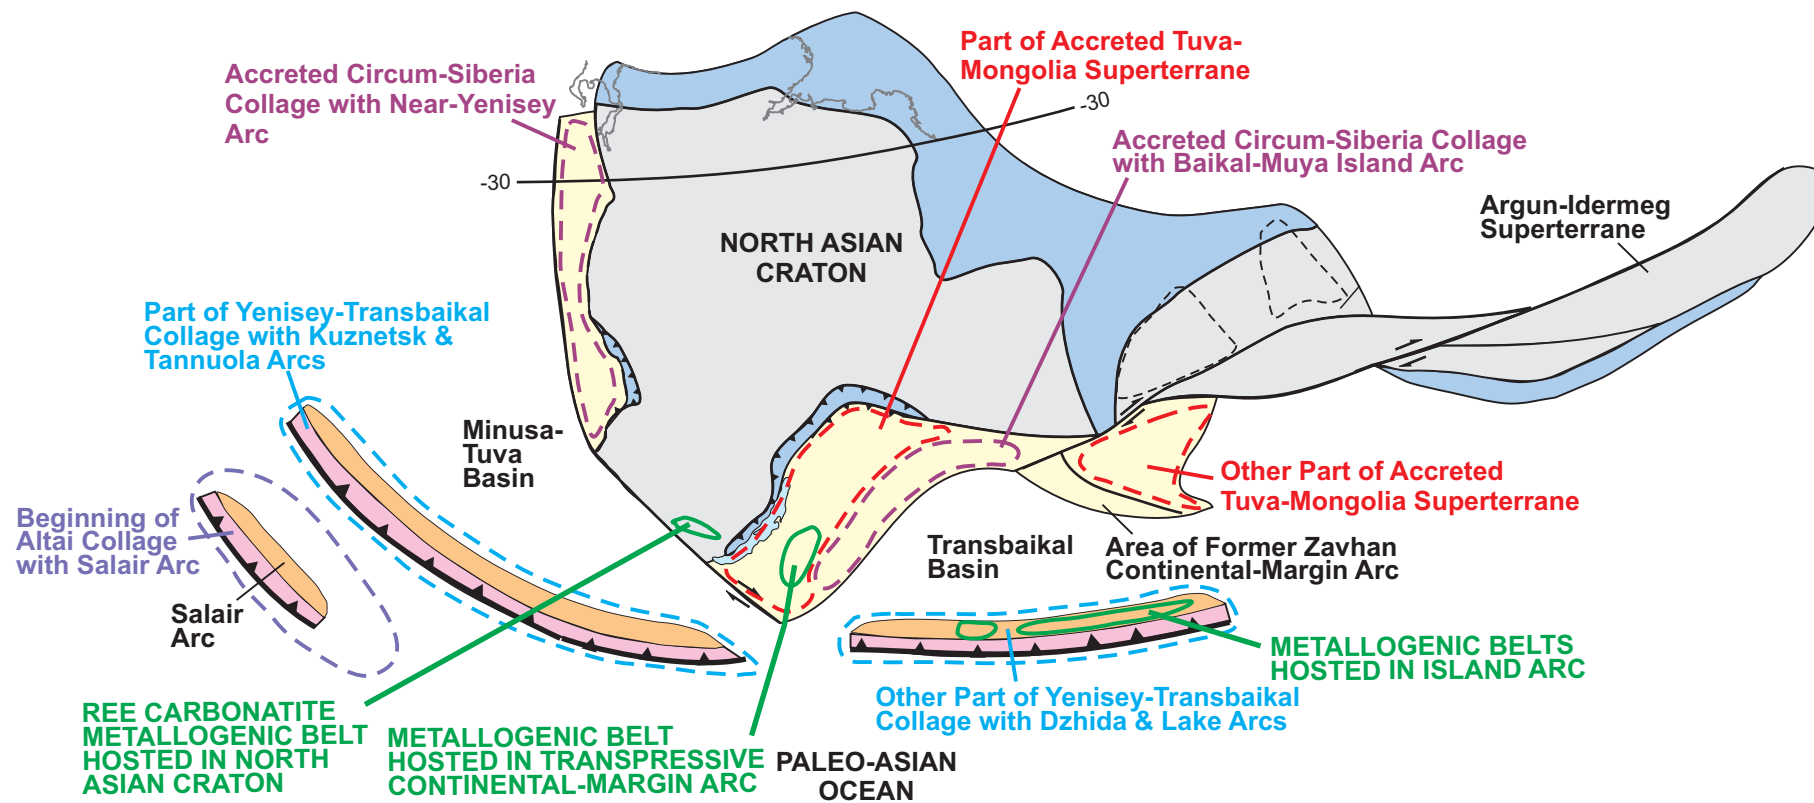 Part of Accreted Tuva-
Mongolia Superterrane
Accreted Circum-Siberia
Collage with Near-Yenisey
Arc
-30
Accreted Circum-Siberia Collage
with Baikal-Muya Island Arc
-30
Argun-Idermeg
Superterrane
NORTH ASIAN
CRATON
Part of Yenisey-Transbaikal
Collage with Kuznetsk &
Tannuola Arcs
Minusa-
Tuva
Basin
Other Part of Accreted
Tuva-Mongolia Superterrane
Beginning of
Altai Collage
with Salair Arc
Transbaikal
Basin
Area of Former Zavhan
Continental-Margin Arc
Salair
Arc
METALLOGENIC BELTS
HOSTED IN ISLAND ARC
Other Part of Yenisey-Transbaikal
Collage with Dzhida & Lake Arcs
REE CARBONATITE
METALLOGENIC BELT
HOSTED IN NORTH
ASIAN CRATON
METALLOGENIC BELT
HOSTED IN TRANSPRESSIVE
CONTINENTAL-MARGIN ARC
PALEO-ASIAN
OCEAN